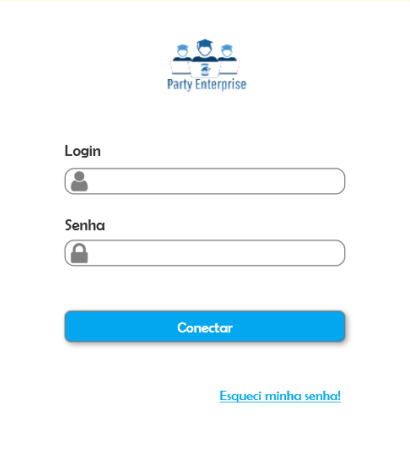 Party Enterprise
Login
Senha
Conectar
Esqueci minha senha!